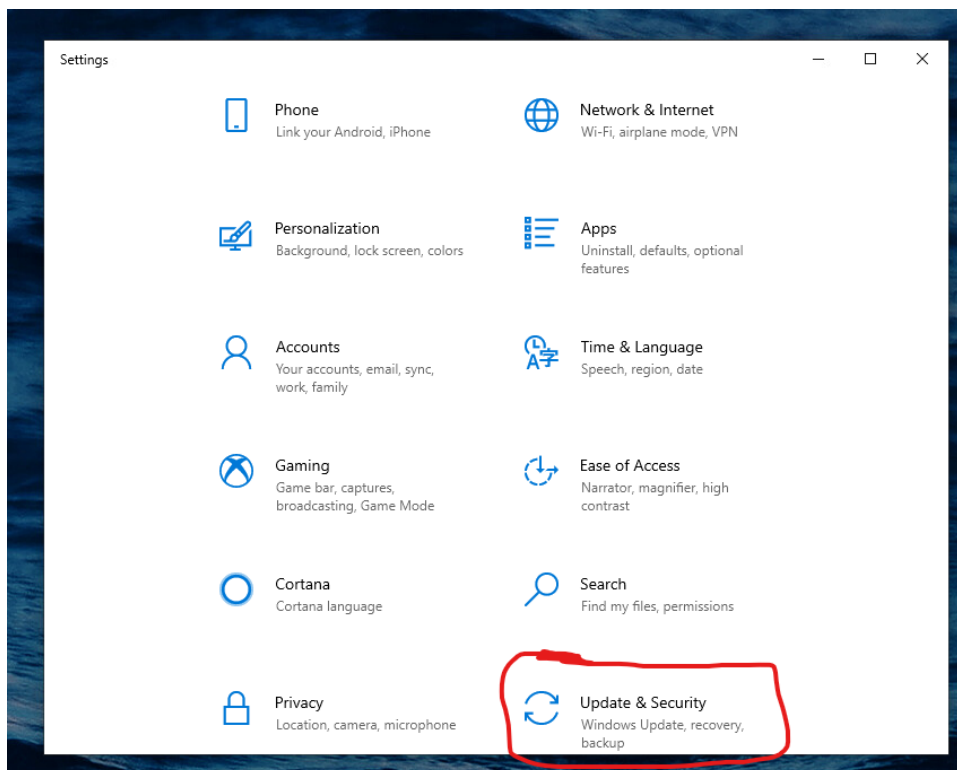 Settings
Phone
Link your Android, iPhone
Network & Internet
Wi-Fi, airplane mode, VPN
Personalization
Background, lock screen, colors
Apps
Uninstall, defaults, optional
features
Accounts
Your accounts, email, sync,
work, family
Time & Language
Speech, region, date
Gaming
Game bar, captures,
broadcasting, Game Mode
Ease of Access
Narrator, magnifier, high
contrast
Cortana
Cortana language
Search
Find my files, permissions
Privacy
Location, camera, microphone
Update & Security
Windows Update, recovery,
backup